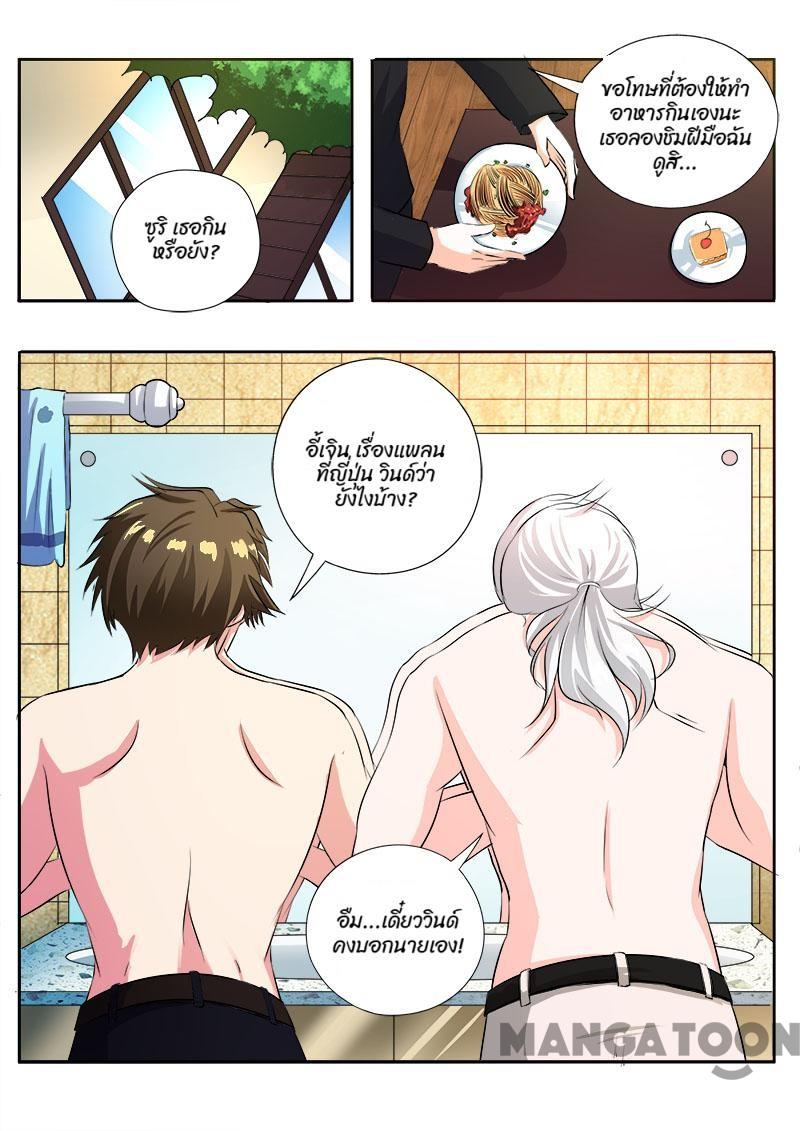 ซูริ เธอกิน
หรือยัง?
ขอโทษที่ต้องให้ทำ
อาหารกินเองนะ
เธอลองชิมฝีมือฉัน
ดูสิ...
อี้เจิน เรื่องแพลน
ที่ญี่ปุ่น วินด์ว่า
ยังไงบ้าง?
อืม...เดี๋ยววินด์
คงบอกนายเอง!
MANGATOON